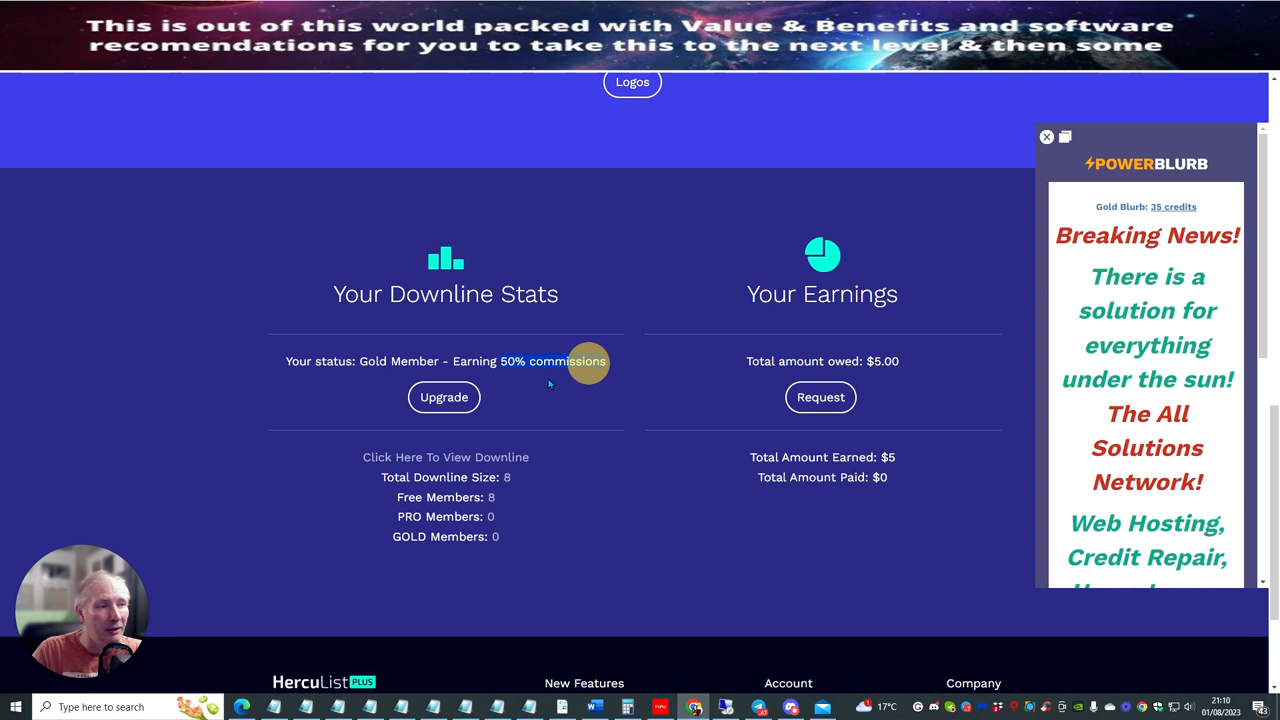 This is out of this world packed with Value & Benefits and software
recomendations for you to take this to the next level & then some
Logos
POWERBLURB
Gold Blurb: 35 credits
Breaking News!
There is a
solution for
everything
under the sun!
The All
Solutions
Network!
Web Hosting,
Credit Repair,
Your Downline Stats
Your status: Gold Member - Earning 50% commissions
Upgrade
Click Here To View Downline
Total Downline Size: 8
Free Members: 8
PRO Members: 0
GOLD Members: 0
Your Earnings
Total amount owed: $5.00
Request
Total Amount Earned: $5
Total Amount Paid: $0
HercuList PLUS
New Features
Account
Company
Type here to search
17°C
21:10
01/08/2023